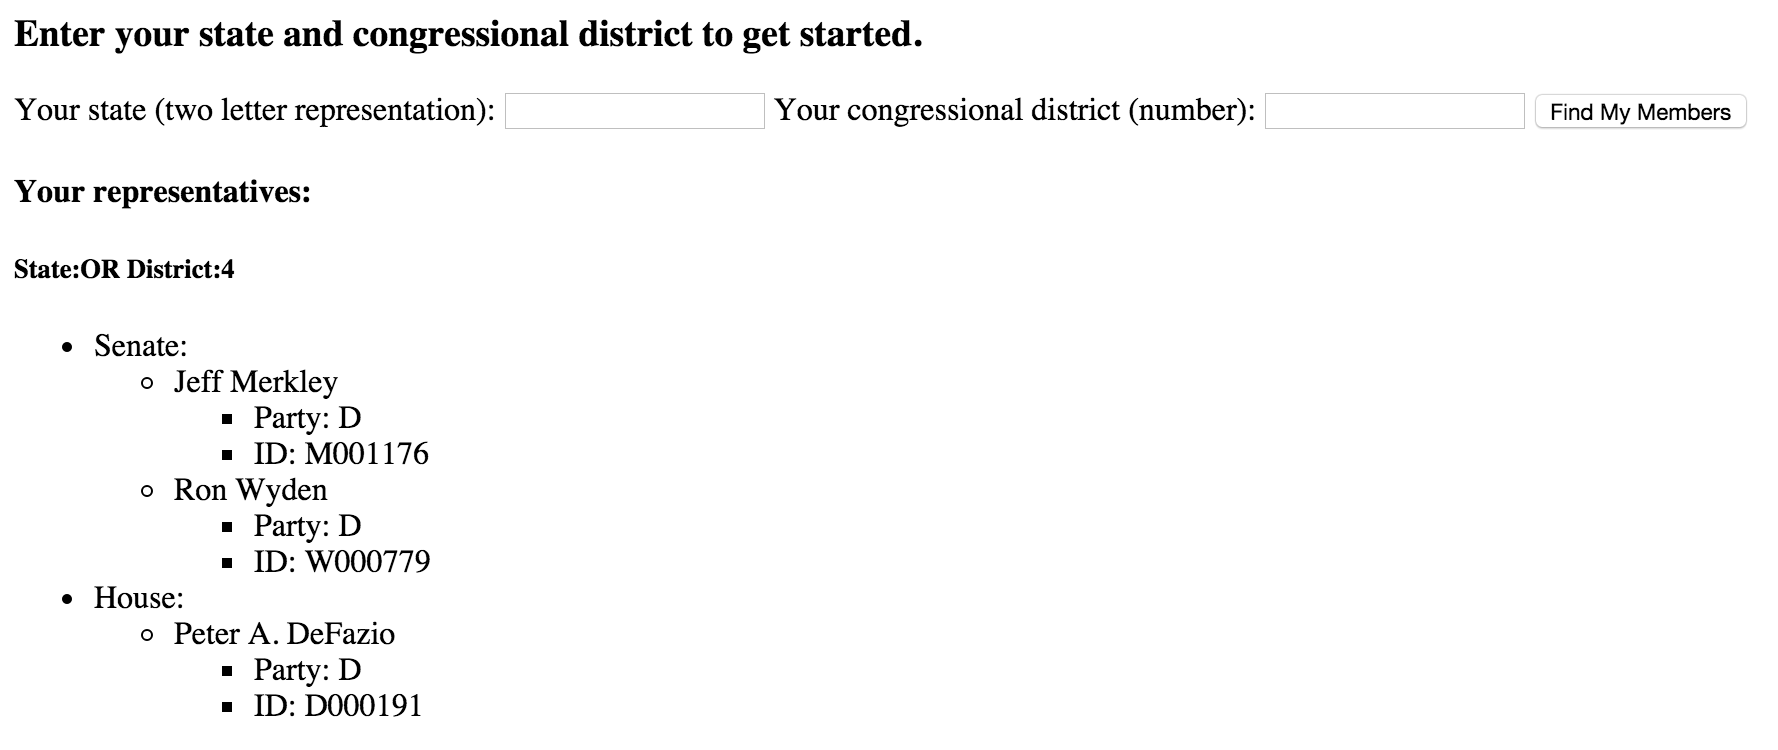 Enter your state and congressional district to get started.
Your state (two letter representation): Your congressional district (number): Find My Members
Your representatives:
State:OR District:4
Senate:
Jeff Merkley
Party: D
ID: M001176
Ron Wyden
Party: D
ID: W000779
House:
Peter A. DeFazio
Party: D
ID: D000191